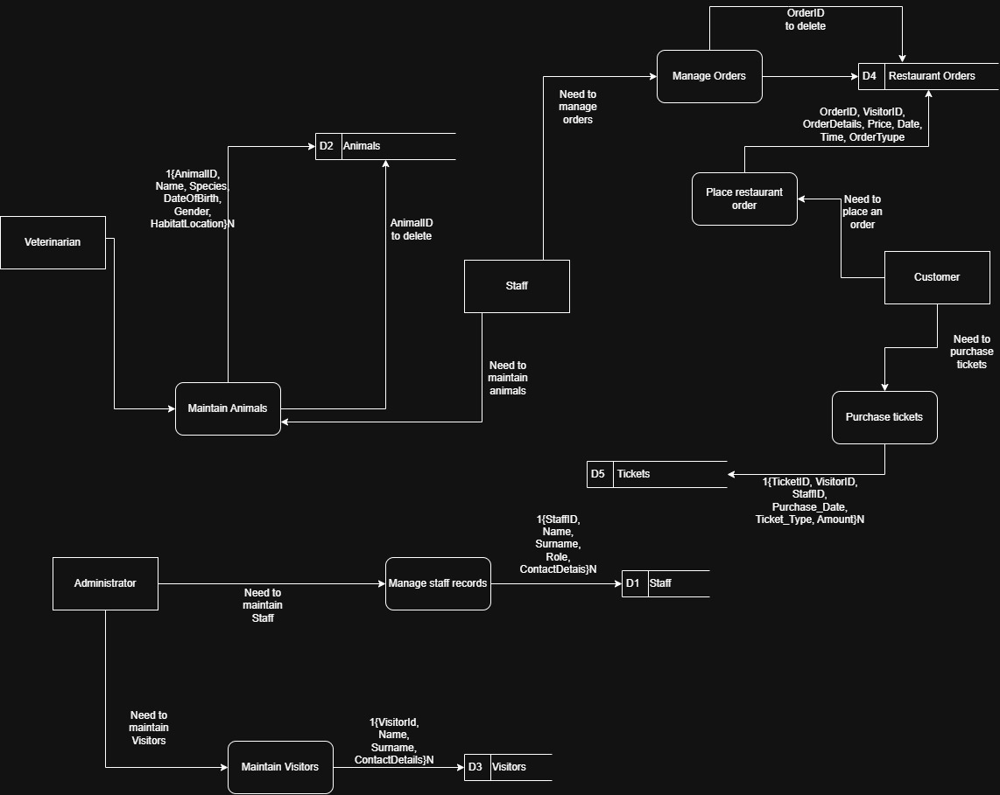 OrderID
to delete
Manage Orders
D4
Restaurant Orders
Need to
manage
orders
OrderID, VisitorID,
OrderDetails, Price, Date,
Time, OrderTyupe
D2
Animals
1{AnimalID,
Name, Species,
DateOfBirth,
Gender,
HabitatLocation}N
Place restaurant
order
Need to
place an
order
Veterinarian
AnimalID
to delete
Staff
Customer
Need to
purchase
tickets
Need to
maintain
animals
Maintain Animals
Purchase tickets
D5
Tickets
1{TicketID, VisitorID,
StaffID,
Purchase_Date,
Ticket_Type, Amount}N
1{StaffID,
Name,
Surname,
Role,
ContactDetais}N
Administrator
Manage staff records
D1
Staff
Need to
maintain
Staff
Need to
maintain
Visitors
1{VisitorId,
Name,
Surname,
ContactDetails}N
Maintain Visitors
D3
Visitors